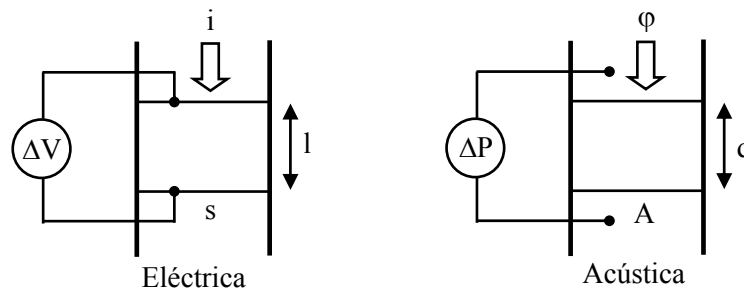 i
φ
ΔV
l
ΔP
d
s
A
Eléctrica
Acústica